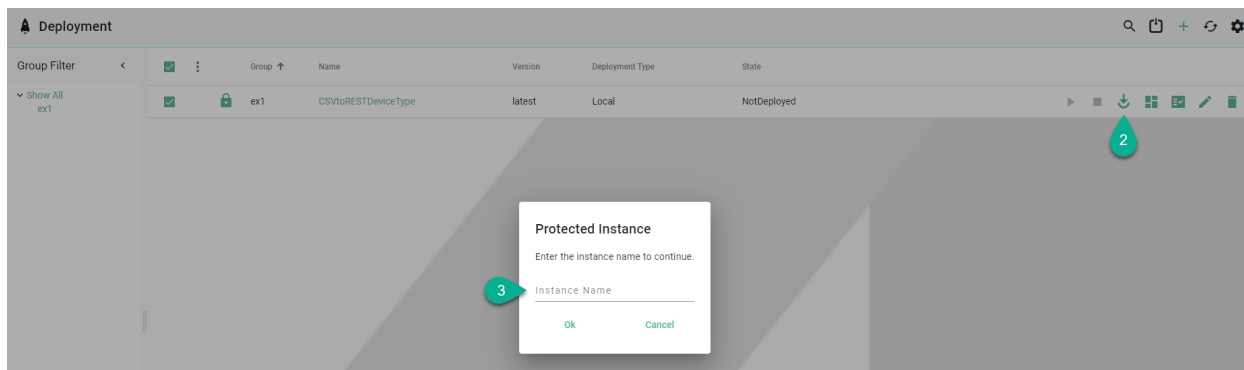 Deployment
Group Filter
Group Name Version Deployment Type State
Show All
ex1
ex1 CSVtoRESTDeviceType latest Local NotDeployed
2
Protected Instance
Enter the instance name to continue.
3 Instance Name
Ok Cancel